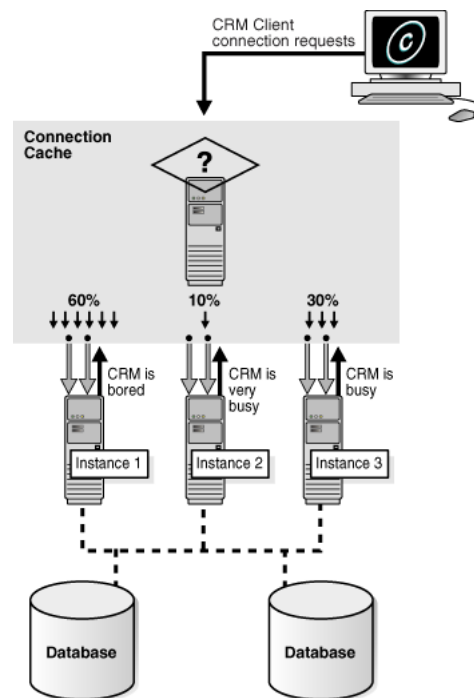 CRM Client
connection requests
C
Connection
Cache
?
60%
10%
30%
CRM is
bored
CRM is
very
busy
CRM is
busy
Instance 1
Instance 2
Instance 3
Database
Database